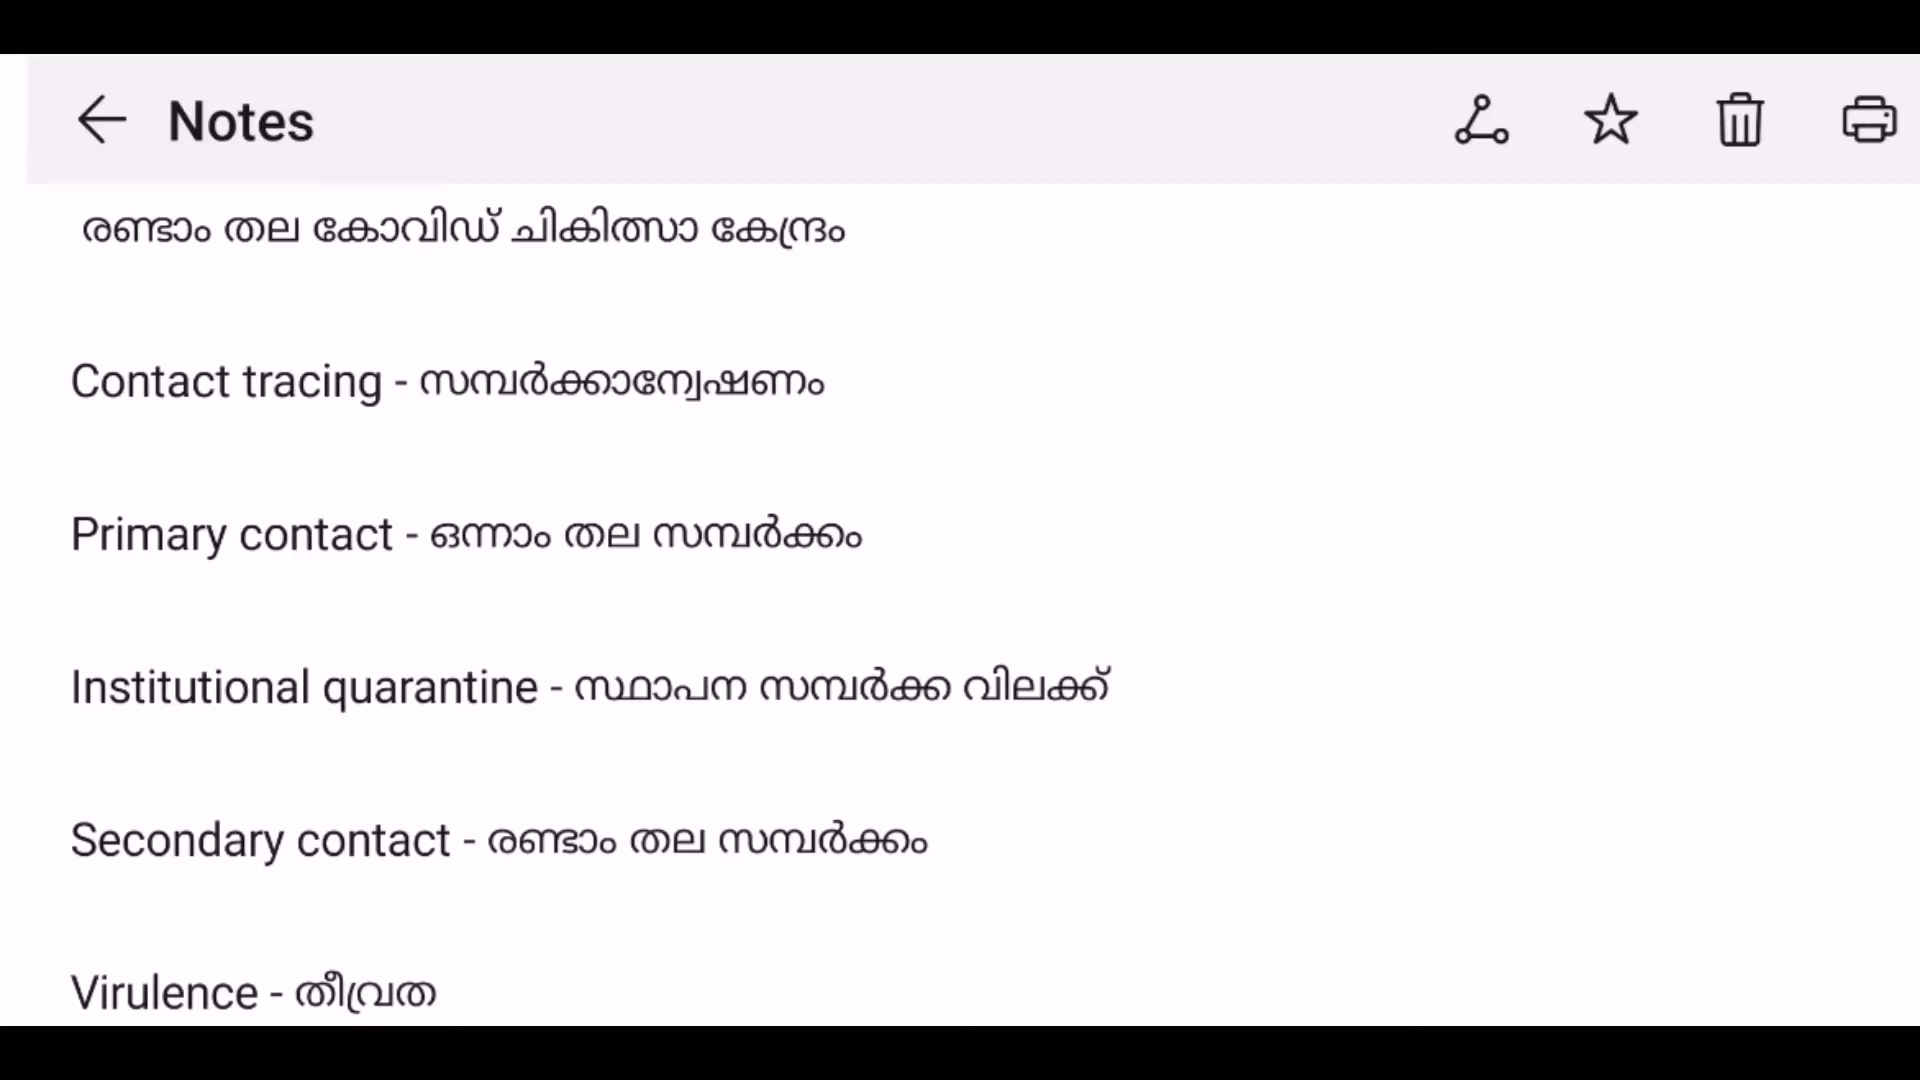 Notes
രണ്ടാം തല കോവിഡ് ചികിത്സാ കേന്ദ്രം
Contact tracing - സമ്പർക്കാന്വേഷണം
Primary contact - ഒന്നാം തല സമ്പർക്കം
Institutional quarantine - സ്ഥാപന സമ്പർക്ക വിലക്ക്
Secondary contact - രണ്ടാം തല സമ്പർക്കം
Virulence - തീവ്രത